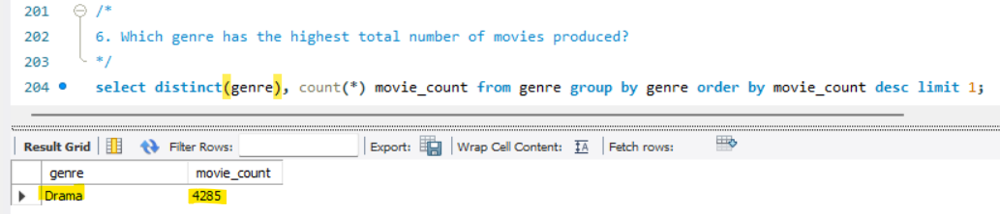 201 /*
202 6. Which genre has the highest total number of movies produced?
203 */
204 select distinct(genre), count(*) movie_count from genre group by genre order by movie_count desc limit 1;
Result Grid Filter Rows: Export: Wrap Cell Content: Fetch rows:
genre movie_count
Drama 4285